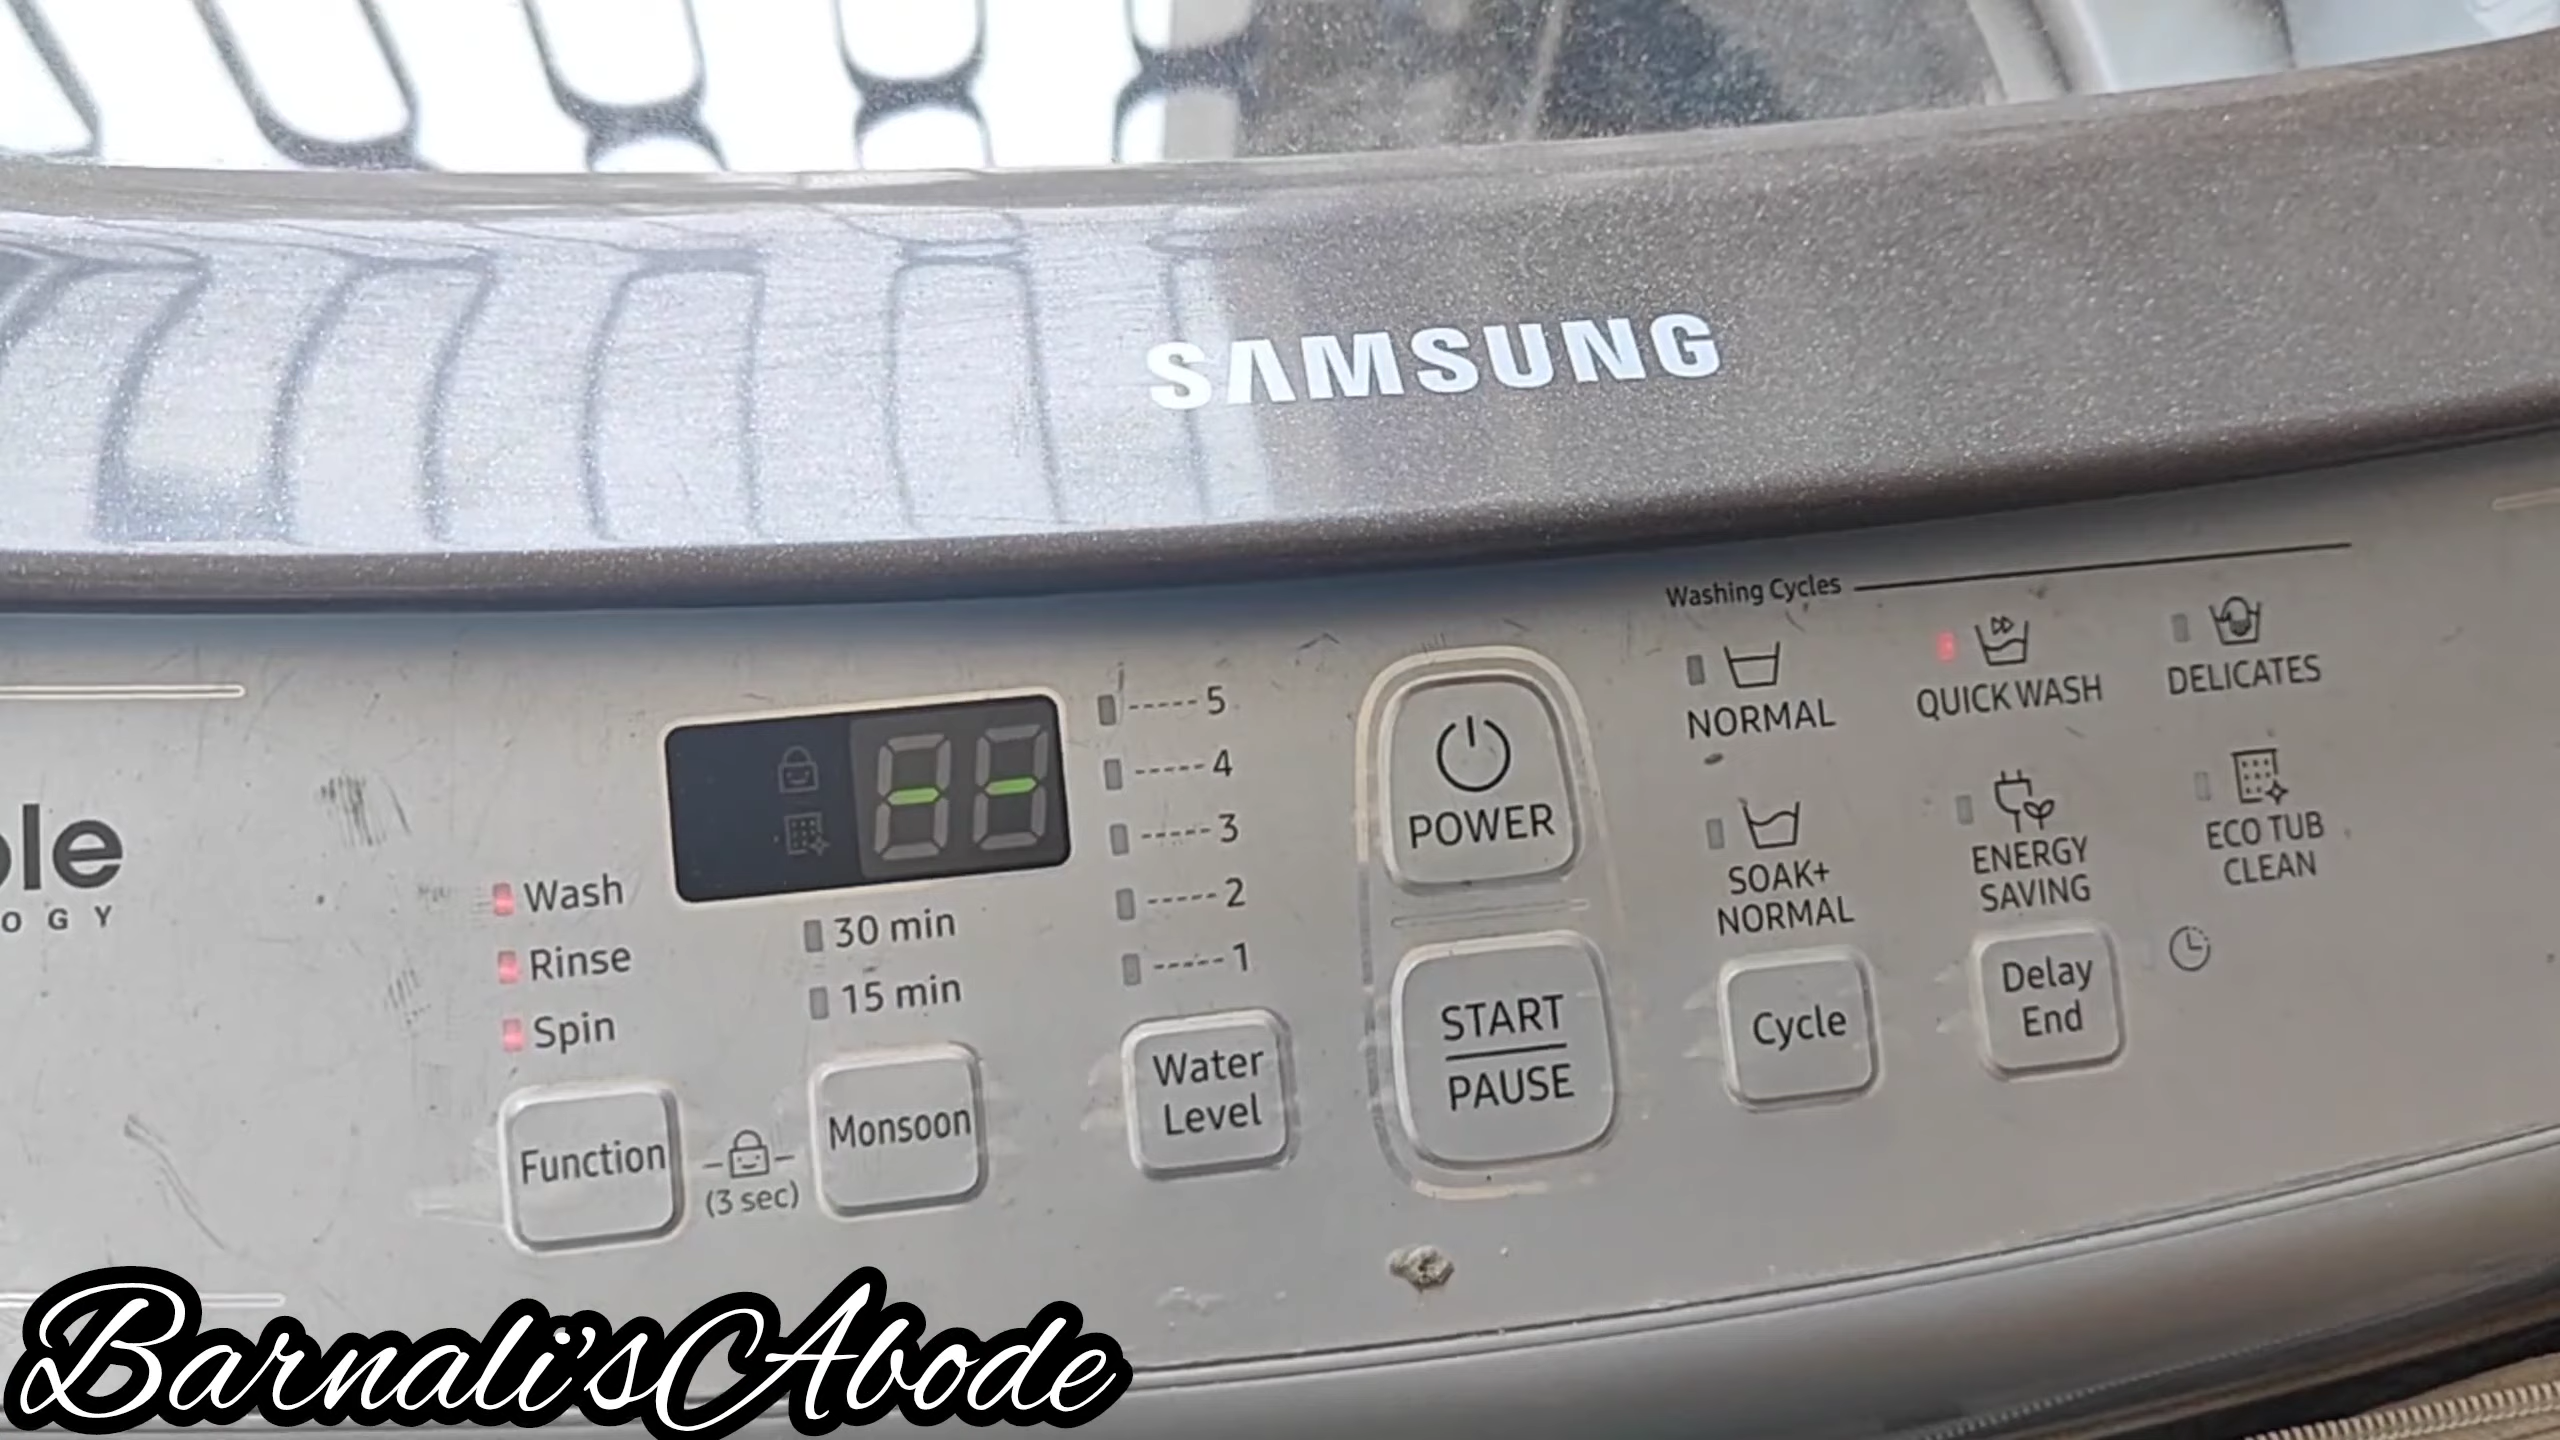 SAMSUNG
Washing Cycles
NORMAL
QUICK WASH
DELICATES
SOAK+
NORMAL
ENERGY
SAVING
ECO TUB
CLEAN
5
4
3
2
1
POWER
START
PAUSE
Wash
Rinse
Spin
30 min
15 min
Function
(3 sec)
Monsoon
Water
Level
Cycle
Delay
End
--
Barnali's Abode